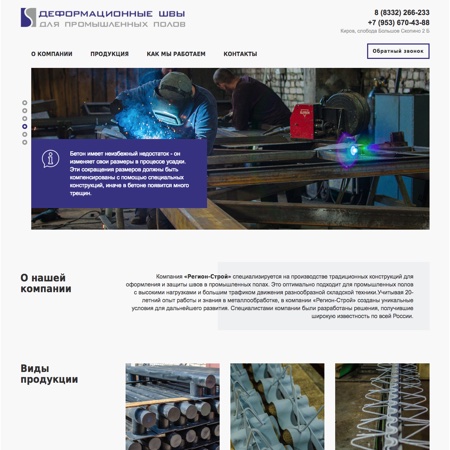 ДЕФОРМАЦИОННЫЕ ШВЫ
ДЛЯ ПРОМЫШЛЕННЫХ ПОЛОВ
8 (8332) 266-233
+7 (953) 670-43-88
Киров, слобода Большое Скопино 2 Б
О КОМПАНИИ ПРОДУКЦИЯ КАК МЫ РАБОТАЕМ КОНТАКТЫ
Обратный звонок
Бетон имеет неизбежный недостаток - он
изменяет свои размеры в процессе усадки.
Эти сокращения размеров должны быть
компенсированы с помощью специальных
конструкций, иначе в бетоне появится много
трещин.
О нашей
компании
Компания «Регион-Строй» специализируется на производстве традиционных конструкций для
оформления и защиты швов в промышленных полах. Это оптимально подходит для промышленных полов
с высокими нагрузками и большим трафиком движения разнообразной складской техники.Учитывая 20-
летний опыт работы и знания в металлообработке, в компании «Регион-Строй» созданы уникальные
условия для дальнейшего развития. Специалистами компании были разработаны решения, получившие
широкую известность по всей России.
Виды
продукции